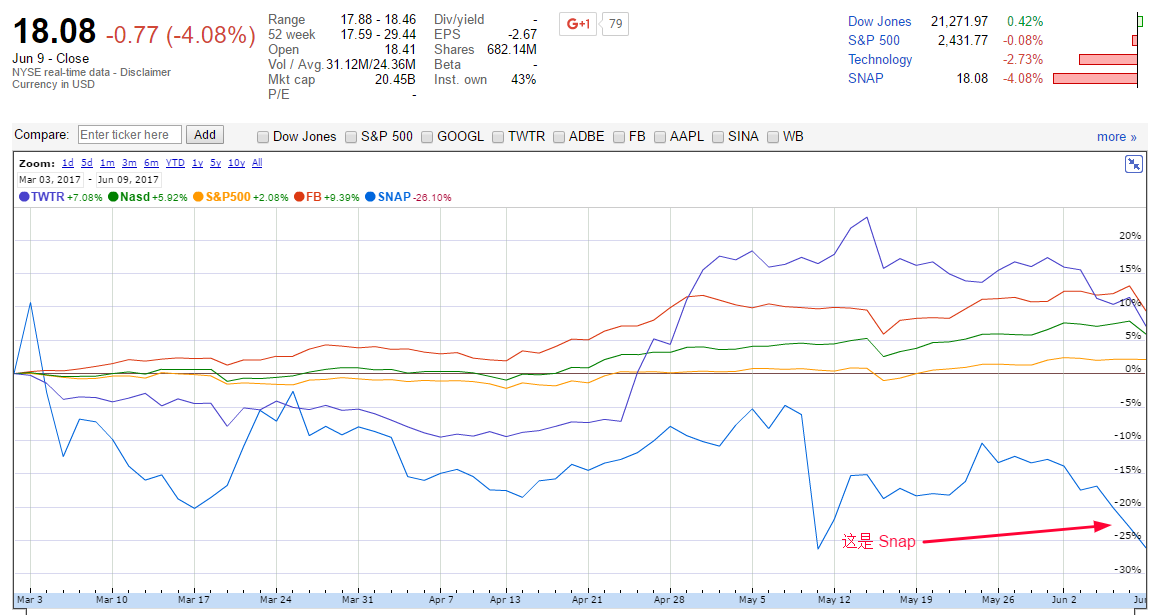 18.08 -0.77 (-4.08%)
Jun 9 - Close
NYSE real-time data - Disclaimer
Currency in USD
Range 17.88 - 18.46
52 week 17.59 - 29.44
Open 18.41
Vol / Avg. 31.12M/24.36M
Mkt cap 20.45B
P/E -
Div/yield -
EPS -2.67
Shares 682.14M
Beta -
Inst. own 43%
G+1 79
Dow Jones 21,271.97 0.42%
S&P 500 2,431.77 -0.08%
Technology -2.73%
SNAP 18.08 -4.08%
Compare: Enter ticker here Add Dow Jones S&P 500 GOOGL TWTR ADBE FB AAPL SINA WB more »
Zoom: 1d 5d 1m 3m 6m YTD 1y 5y 10y All
Mar 03, 2017 - Jun 09, 2017
TWTR +7.08% Nasd +5.92% S&P500 +2.08% FB +9.39% SNAP -26.10%
20%
15%
10%
5%
0%
-5%
-10%
-15%
-20%
-25%
-30%
这是 Snap
Mar 3 Mar 10 Mar 17 Mar 24 Mar 31 Apr 7 Apr 13 Apr 21 Apr 28 May 5 May 12 May 19 May 26 Jun 2